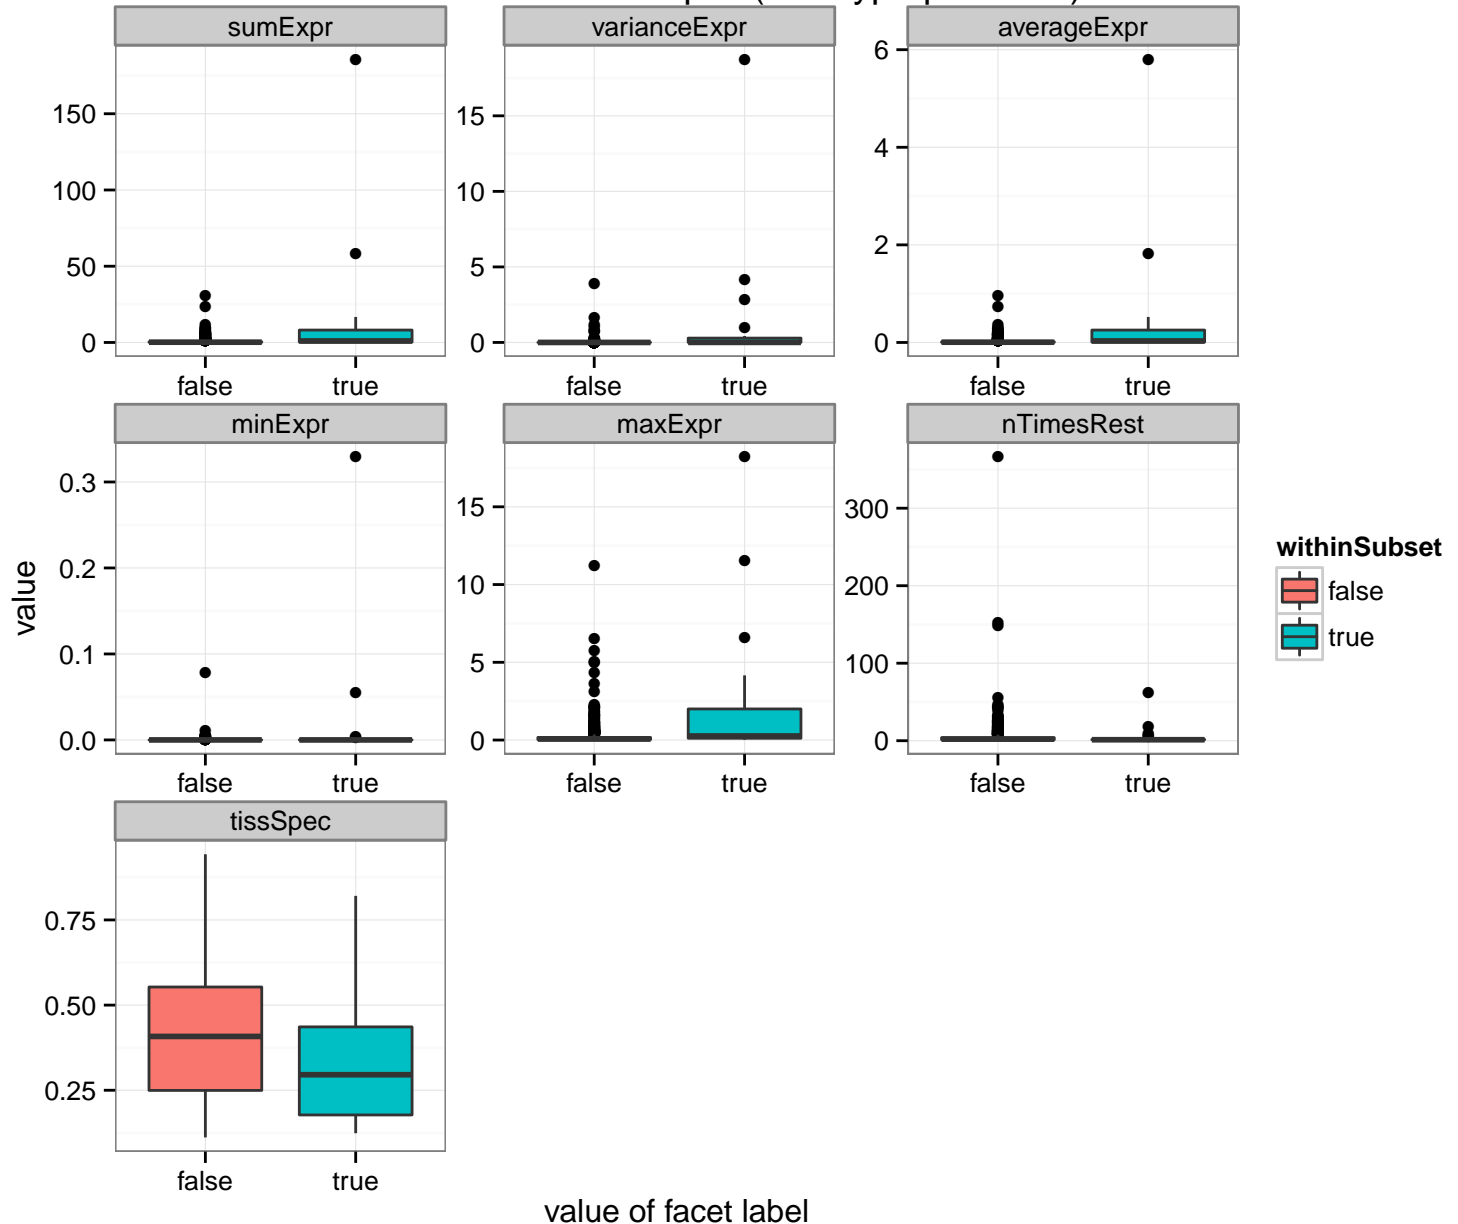 sumExpr
varianceExpr
averageExpr
150
100
50
0
false
true
15
10
5
0
false
true
6
4
2
0
false
true
minExpr
maxExpr
nTimesRest
value
0.3
0.2
0.1
0.0
false
true
15
10
5
0
false
true
300
200
100
0
false
true
withinSubset
false
true
tissSpec
0.75
0.50
0.25
false
true
value of facet label